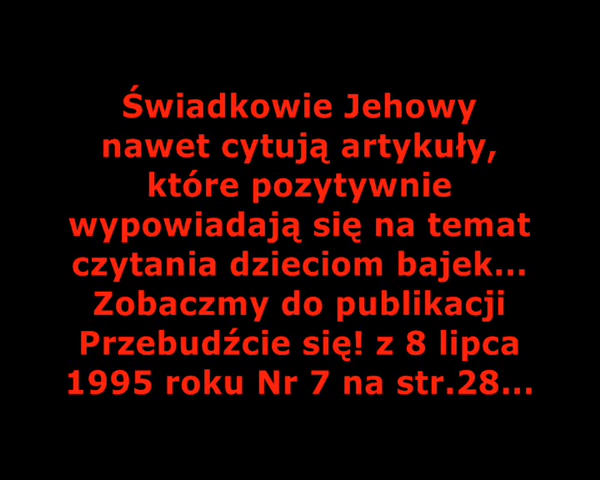 Świadkowie Jehowy
nawet cytują artykuły,
które pozytywnie
wypowiadają się na temat
czytania dzieciom bajek...
Zobaczmy do publikacji
Przebudźcie się! z 8 lipca
1995 roku Nr 7 na str.28...